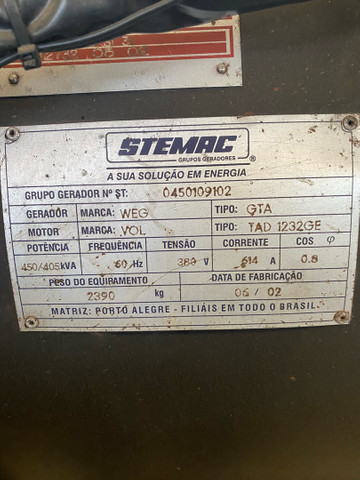 STEMAC
GRUPOS GERADORES ®
A SUA SOLUÇÃO EM ENERGIA
GRUPO GERADOR Nº ST: 0450109102
GERADOR MARCA: WEG TIPO: GTA
MOTOR MARCA: VOL TIPO: TAD 1232GE
POTÊNCIA FREQUÊNCIA TENSÃO CORRENTE COS φ
450/405kVA 60 Hz 380 V 614 A 0.8
PESO DO EQUIPAMENTO DATA DE FABRICAÇÃO
2390 kg 06 / 02
MATRIZ: PORTO ALEGRE - FILIÁIS EM TODO O BRASIL